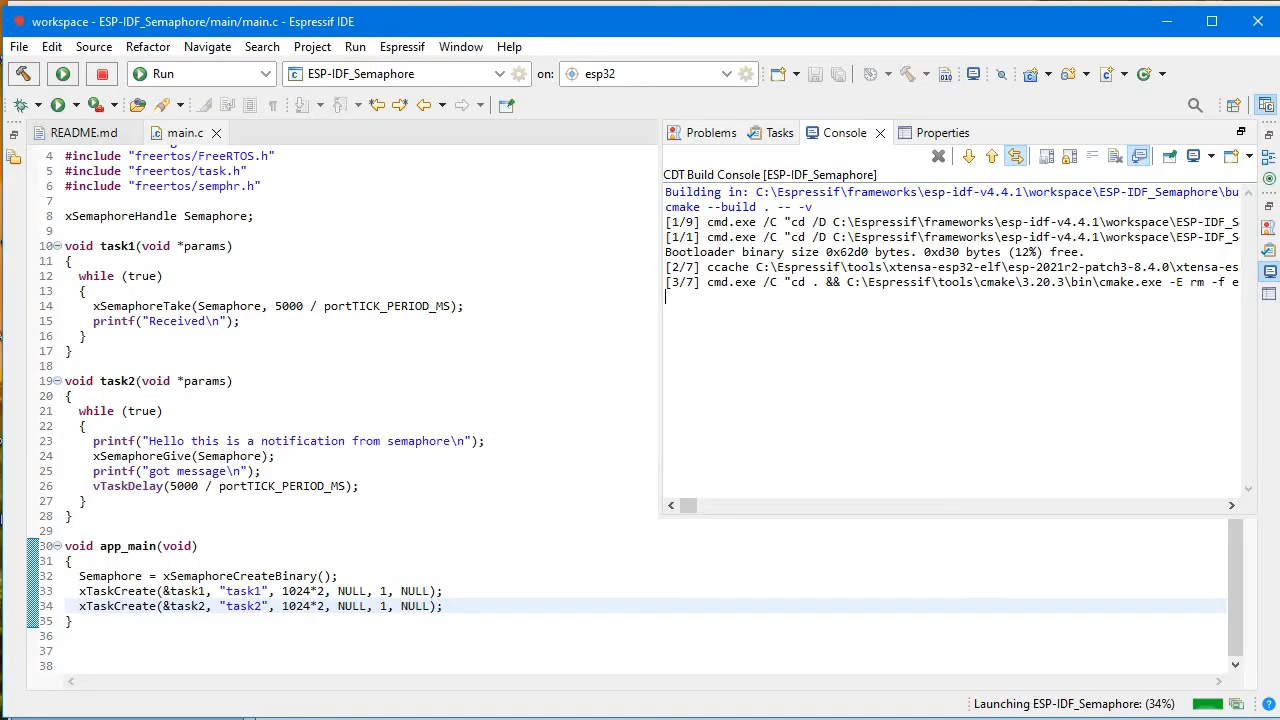 workspace - ESP-IDF_Semaphore/main/main.c - Espressif IDE
File Edit Source Refactor Navigate Search Project Run Espressif Window Help
Run ESP-IDF_Semaphore on: esp32
README.md main.c
4 #include "freertos/FreeRTOS.h"
5 #include "freertos/task.h"
6 #include "freertos/semphr.h"
7
8 xSemaphoreHandle Semaphore;
9
10 void task1(void *params)
11 {
12 while (true)
13 {
14 xSemaphoreTake(Semaphore, 5000 / portTICK_PERIOD_MS);
15 printf("Received\n");
16 }
17 }
18
19 void task2(void *params)
20 {
21 while (true)
22 {
23 printf("Hello this is a notification from semaphore\n");
24 xSemaphoreGive(Semaphore);
25 printf("got message\n");
26 vTaskDelay(5000 / portTICK_PERIOD_MS);
27 }
28 }
29
30 void app_main(void)
31 {
32 Semaphore = xSemaphoreCreateBinary();
33 xTaskCreate(&task1, "task1", 1024*2, NULL, 1, NULL);
34 xTaskCreate(&task2, "task2", 1024*2, NULL, 1, NULL);
35 }
36
37
38
Problems Tasks Console Properties
CDT Build Console [ESP-IDF_Semaphore]
Building in: C:\Espressif\frameworks\esp-idf-v4.4.1\workspace\ESP-IDF_Semaphore\bu
cmake --build . -- -v
[1/9] cmd.exe /C "cd /D C:\Espressif\frameworks\esp-idf-v4.4.1\workspace\ESP-IDF_S
[1/1] cmd.exe /C "cd /D C:\Espressif\frameworks\esp-idf-v4.4.1\workspace\ESP-IDF_S
Bootloader binary size 0x62d0 bytes. 0xd30 bytes (12%) free.
[2/7] ccache C:\Espressif\tools\xtensa-esp32-elf\esp-2021r2-patch3-8.4.0\xtensa-es
[3/7] cmd.exe /C "cd . && C:\Espressif\tools\cmake\3.20.3\bin\cmake.exe -E rm -f e
Launching ESP-IDF_Semaphore: (34%)